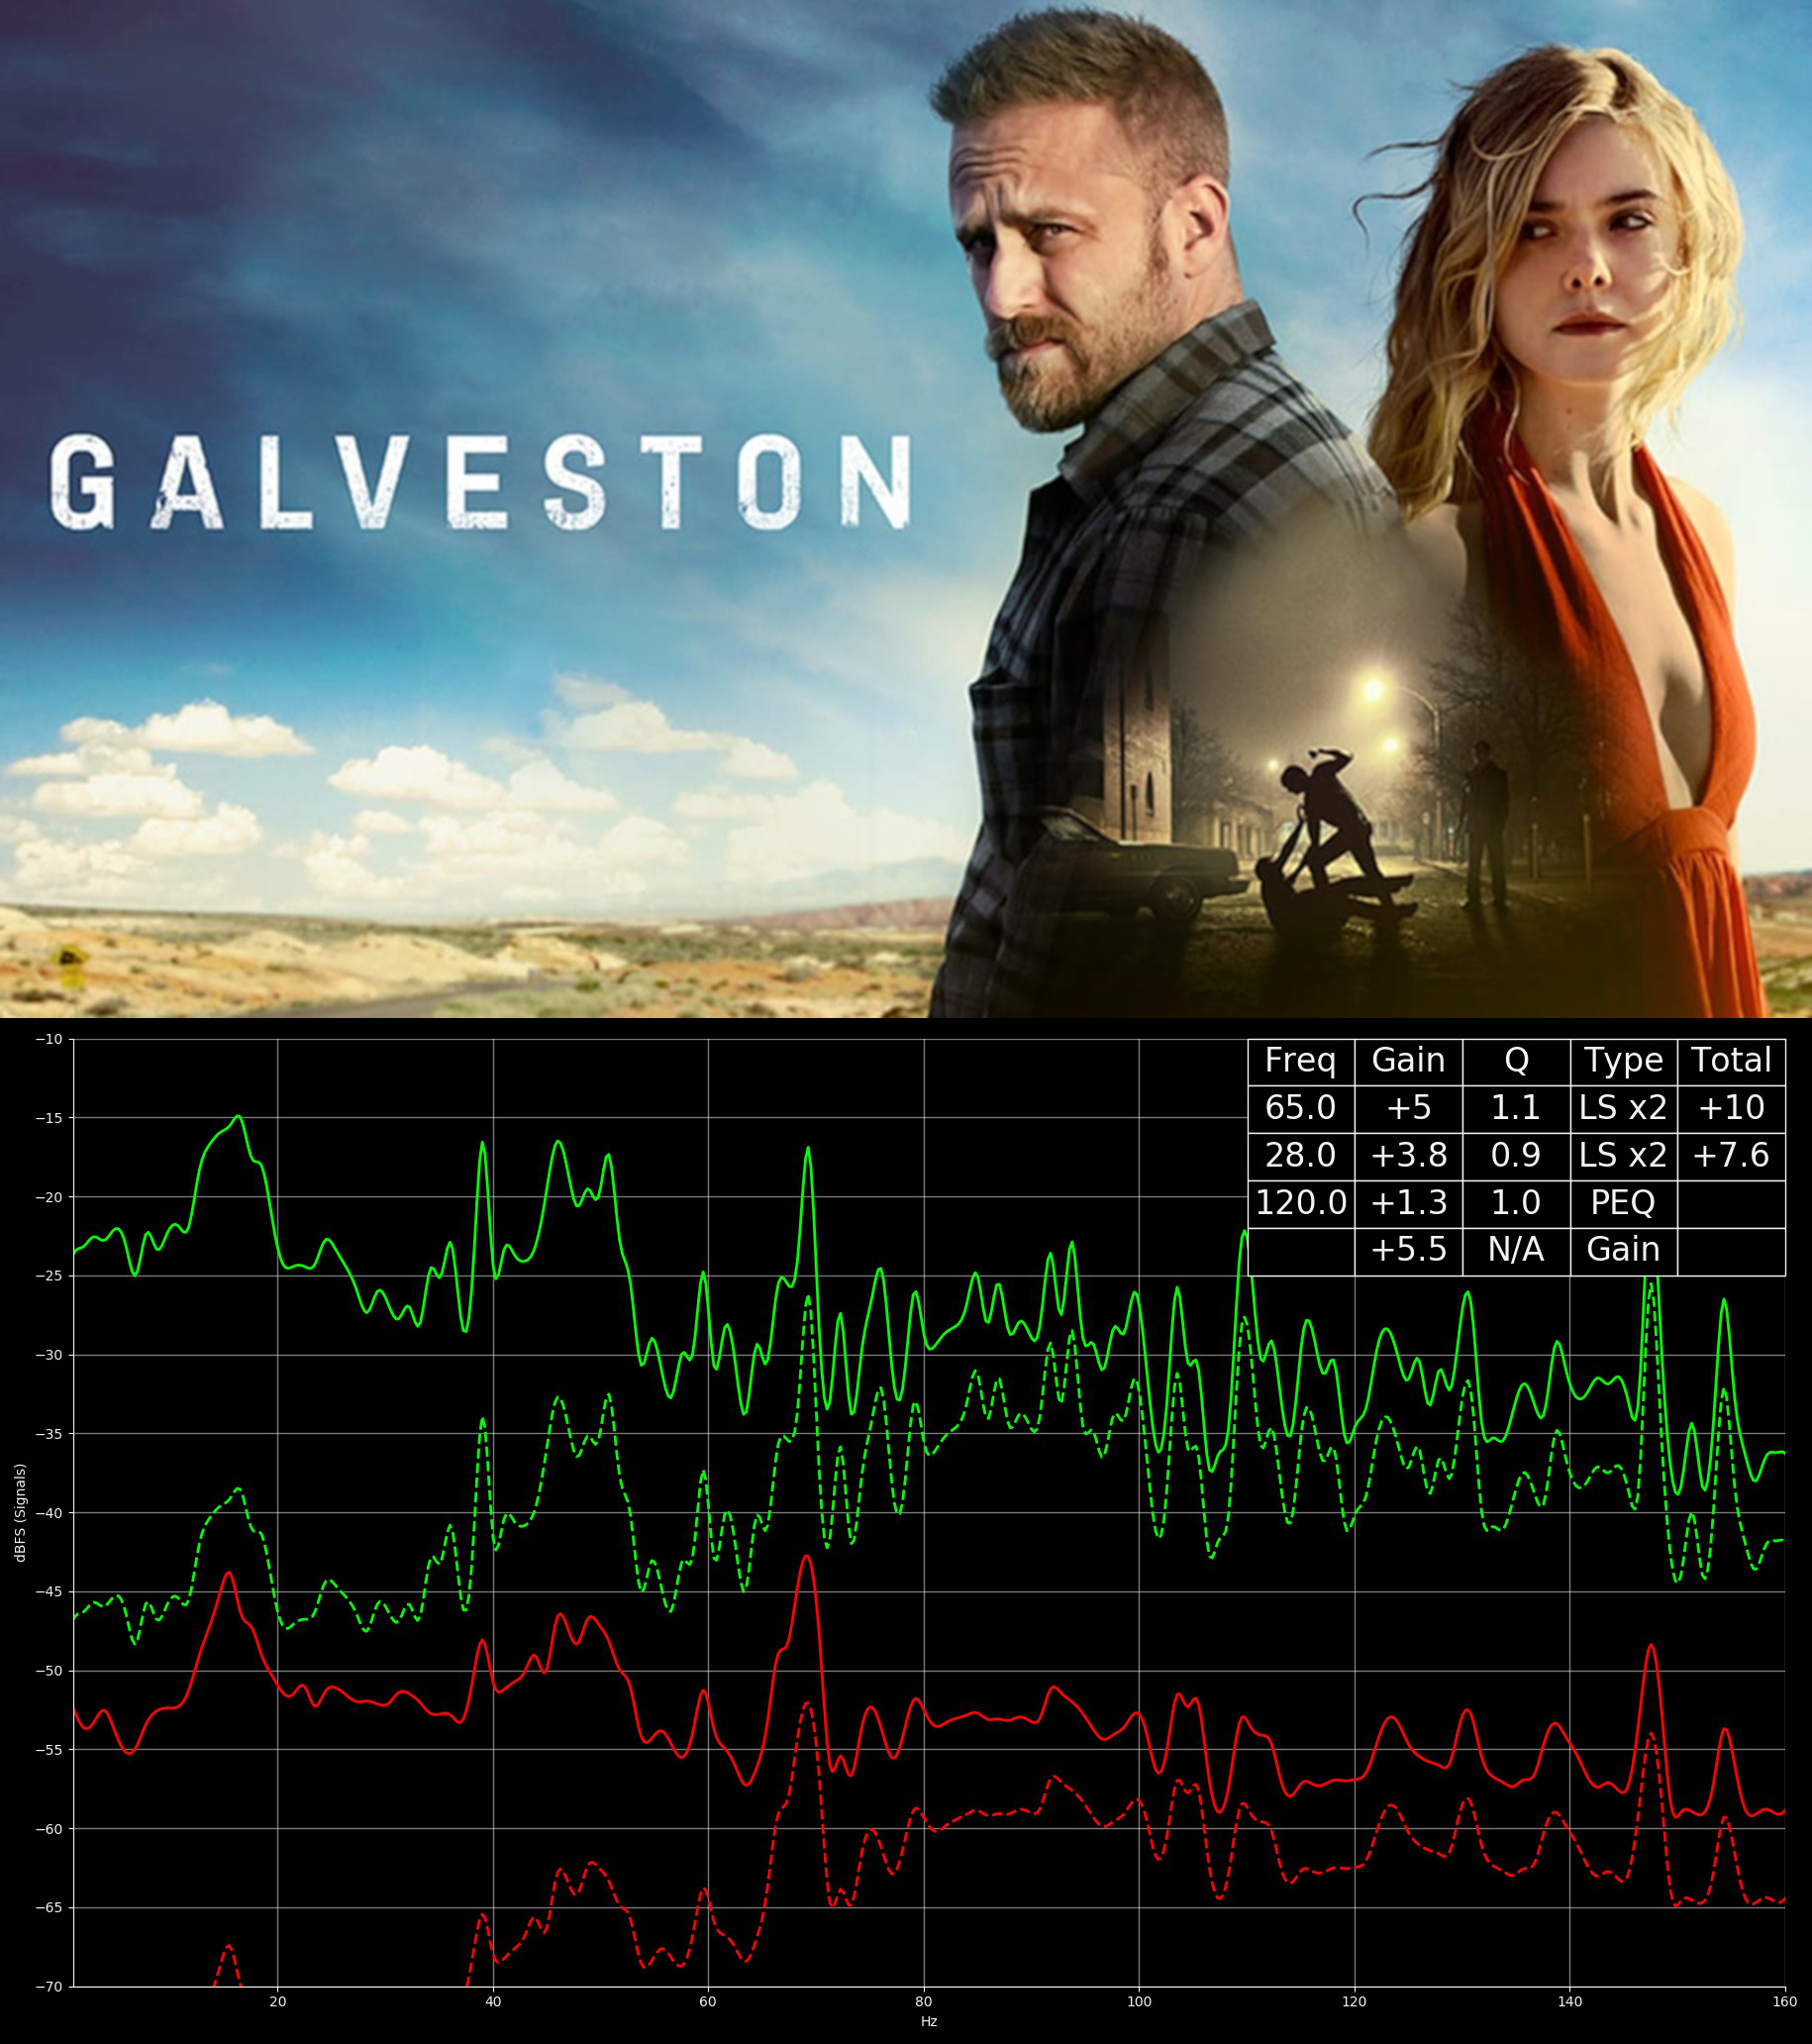 GALVESTON
Freq Gain Q Type Total
65.0 +5 1.1 LS x2 +10
28.0 +3.8 0.9 LS x2 +7.6
120.0 +1.3 1.0 PEQ
+5.5 N/A Gain
−10
−15
−20
−25
−30
−35
−40
−45
−50
−55
−60
−65
−70
dBFS (Signals)
20 40 60 80 100 120 140 160
Hz